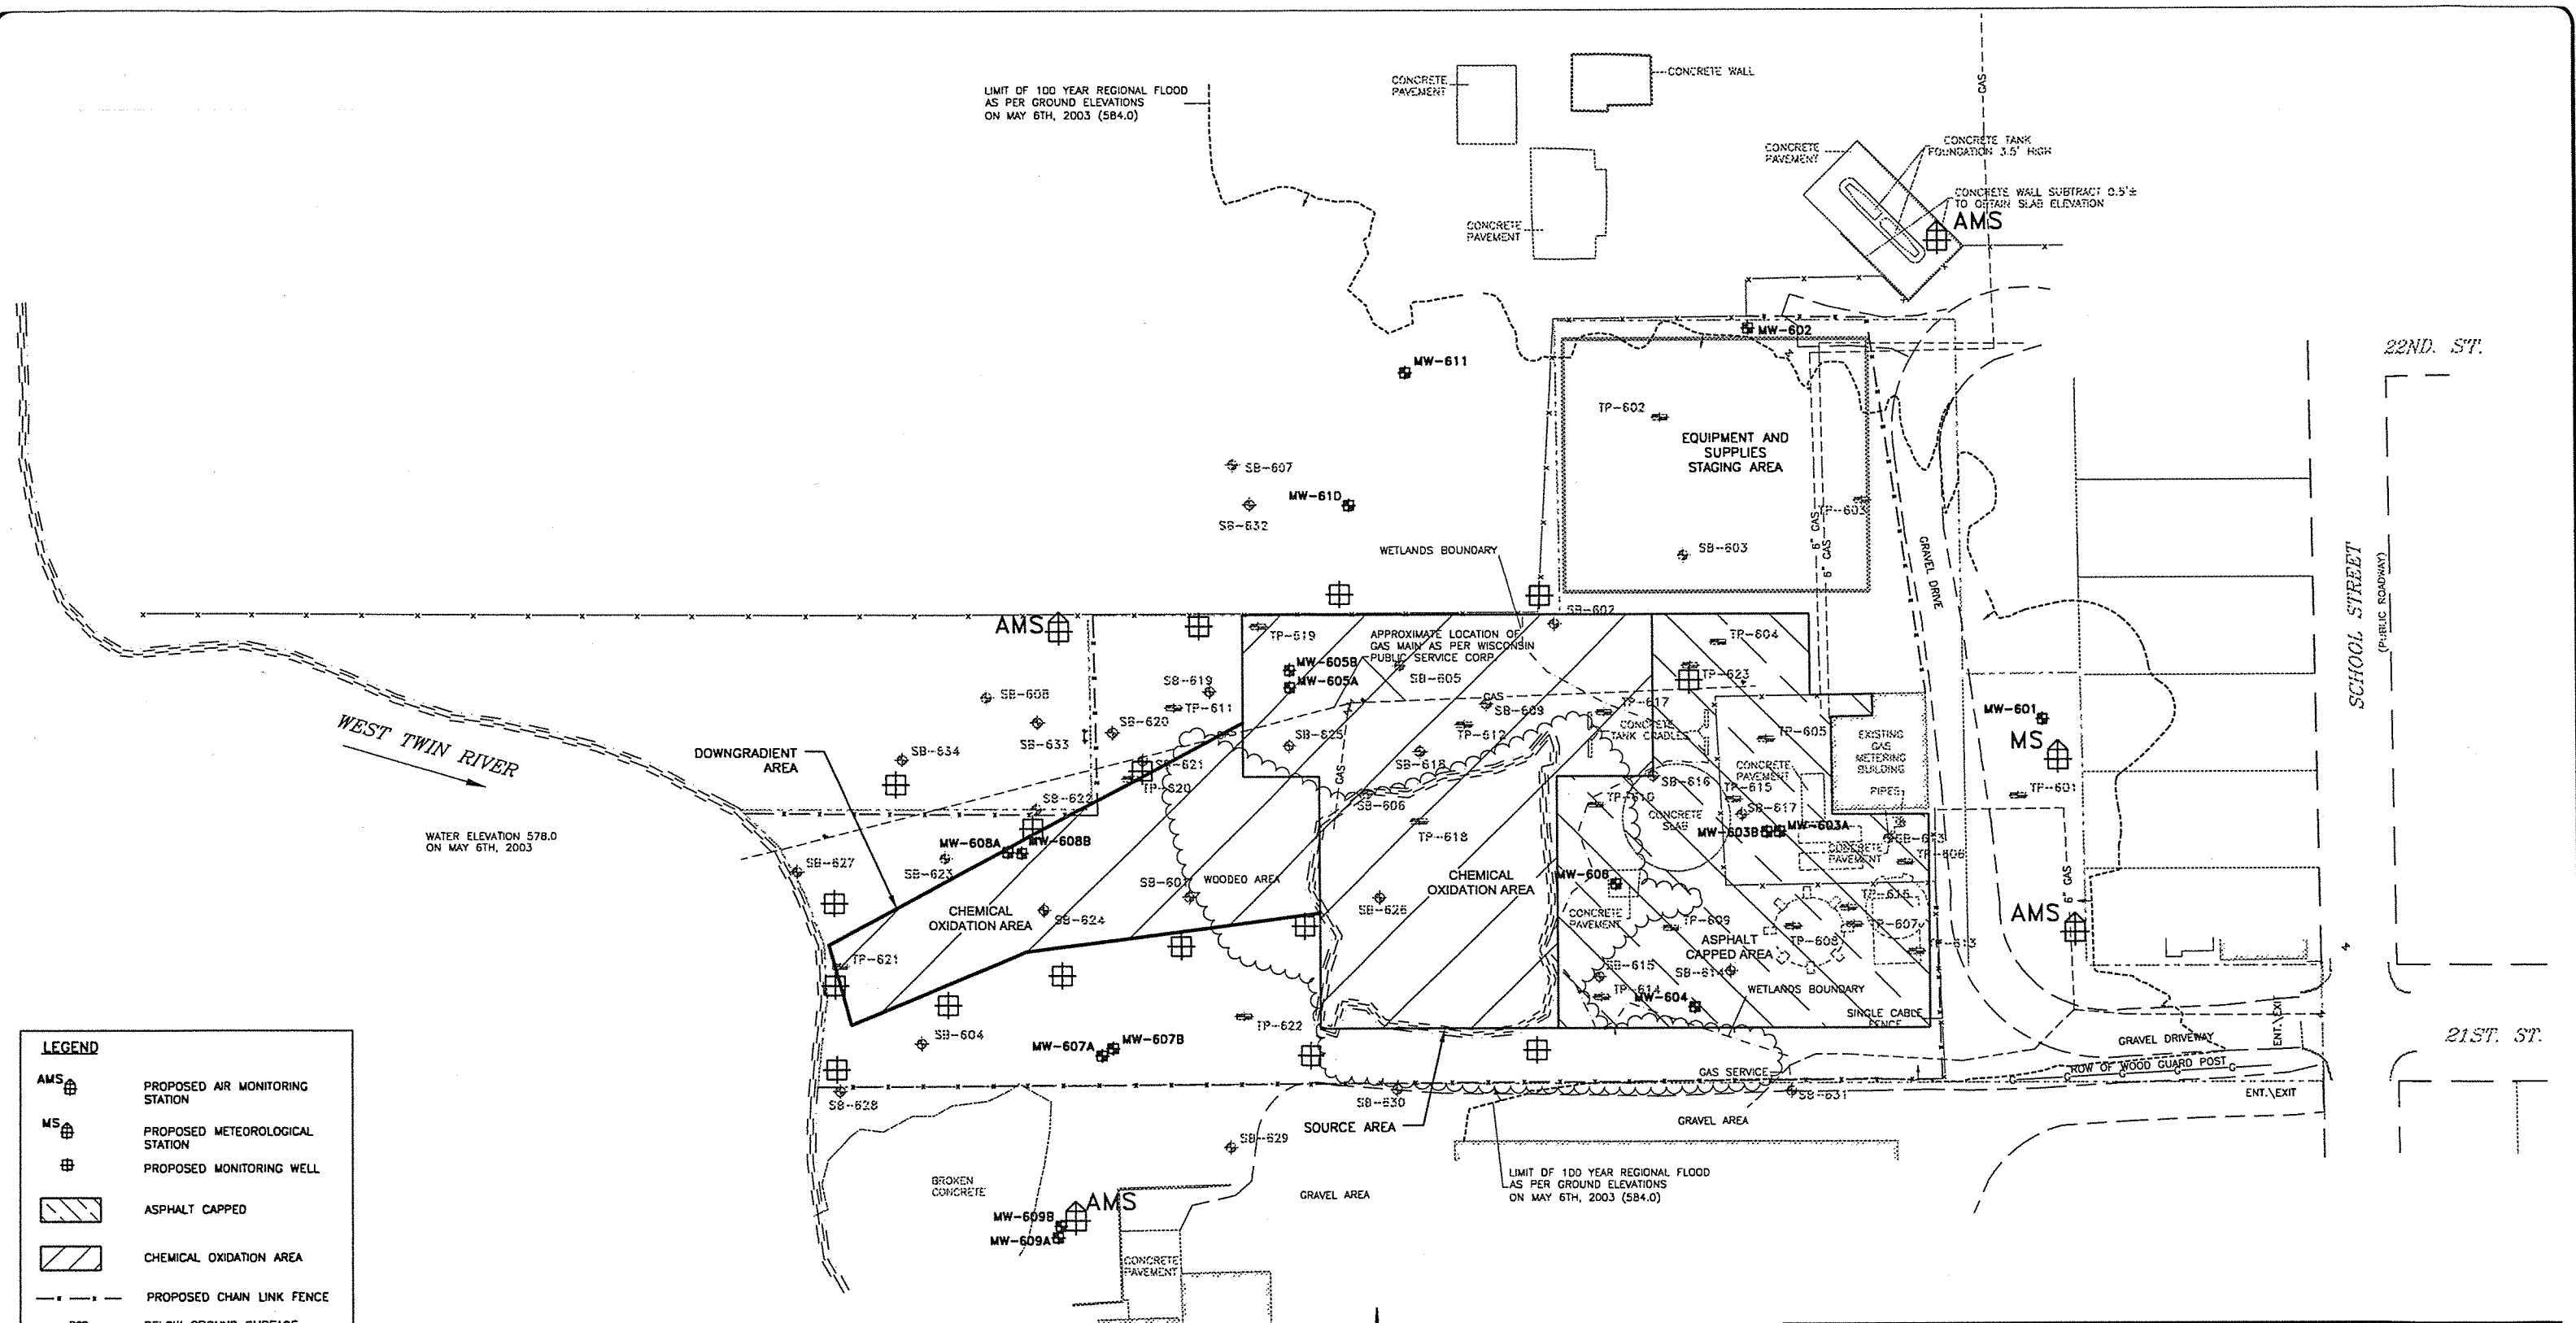 LIMIT OF 100 YEAR REGIONAL FLOOD
AS PER GROUND ELEVATIONS
ON MAY 6TH, 2003 (584.0)
CONCRETE
PAVEMENT
CONCRETE WALL
CONCRETE
PAVEMENT
CONCRETE
PAVEMENT
CONCRETE TANK
FOUNDATION 3.5' HIGH
CONCRETE WALL SUBTRACT 0.5'±
TO OBTAIN SLAB ELEVATION
AMS
GAS
MW-602
MW-611
TP-602
EQUIPMENT AND
SUPPLIES
STAGING AREA
TP-603
SB-603
6" GAS
6" GAS
GRAVEL DRIVE
22ND. ST.
SCHOOL STREET
(PUBLIC ROADWAY)
SB-607
MW-610
SB-632
WETLANDS BOUNDARY
SB-602
AMS
TP-619
APPROXIMATE LOCATION OF
GAS MAIN AS PER WISCONSIN
PUBLIC SERVICE CORP.
MW-605B
MW-605A
SB-605
TP-604
TP-623
SB-608
SB-619
TP-611
SB-620
SB-633
SB-634
GAS
SB-609
TP-617
TP-612
CONCRETE
TANK CRADLES
TP-605
EXISTING
GAS
METERING
BUILDING
PIPES
MW-601
MS
TP-601
WEST TWIN RIVER
DOWNGRADIENT
AREA
GAS
SB-625
SB-618
SB-621
TP-620
GAS
SB-606
SB-616
CONCRETE
PAVEMENT
TP-615
SB-617
TP-610
CONCRETE
SLAB
SB-622
WATER ELEVATION 578.0
ON MAY 6TH, 2003
MW-608A
MW-608B
TP-618
MW-603B
MW-603A
SB-613
CONCRETE
PAVEMENT
TP-606
SB-627
SB-623
SB-601
WOODED AREA
CHEMICAL
OXIDATION AREA
MW-606
TP-616
6" GAS
CHEMICAL
OXIDATION AREA
SB-624
SB-626
CONCRETE
PAVEMENT
TP-609
TP-608
TP-607
AMS
ASPHALT
CAPPED AREA
TP-613
TP-621
SB-615
SB-614
TP-614
MW-604
WETLANDS BOUNDARY
SINGLE CABLE
FENCE
TP-622
SB-604
MW-607A
MW-607B
ENT.\EXIT
GRAVEL DRIVEWAY
21ST. ST.
ROW OF WOOD GUARD POST
G
G
G
G
GAS SERVICE
SB-628
SB-630
SB-631
ENT.\EXIT
SOURCE AREA
GRAVEL AREA
SB-629
LIMIT OF 100 YEAR REGIONAL FLOOD
AS PER GROUND ELEVATIONS
ON MAY 6TH, 2003 (584.0)
BROKEN
CONCRETE
GRAVEL AREA
AMS
MW-609B
MW-609A
CONCRETE
PAVEMENT
LEGEND
AMS
PROPOSED AIR MONITORING
STATION
MS
PROPOSED METEOROLOGICAL
STATION
PROPOSED MONITORING WELL
ASPHALT CAPPED
CHEMICAL OXIDATION AREA
PROPOSED CHAIN LINK FENCE
BELOW GROUND SURFACE